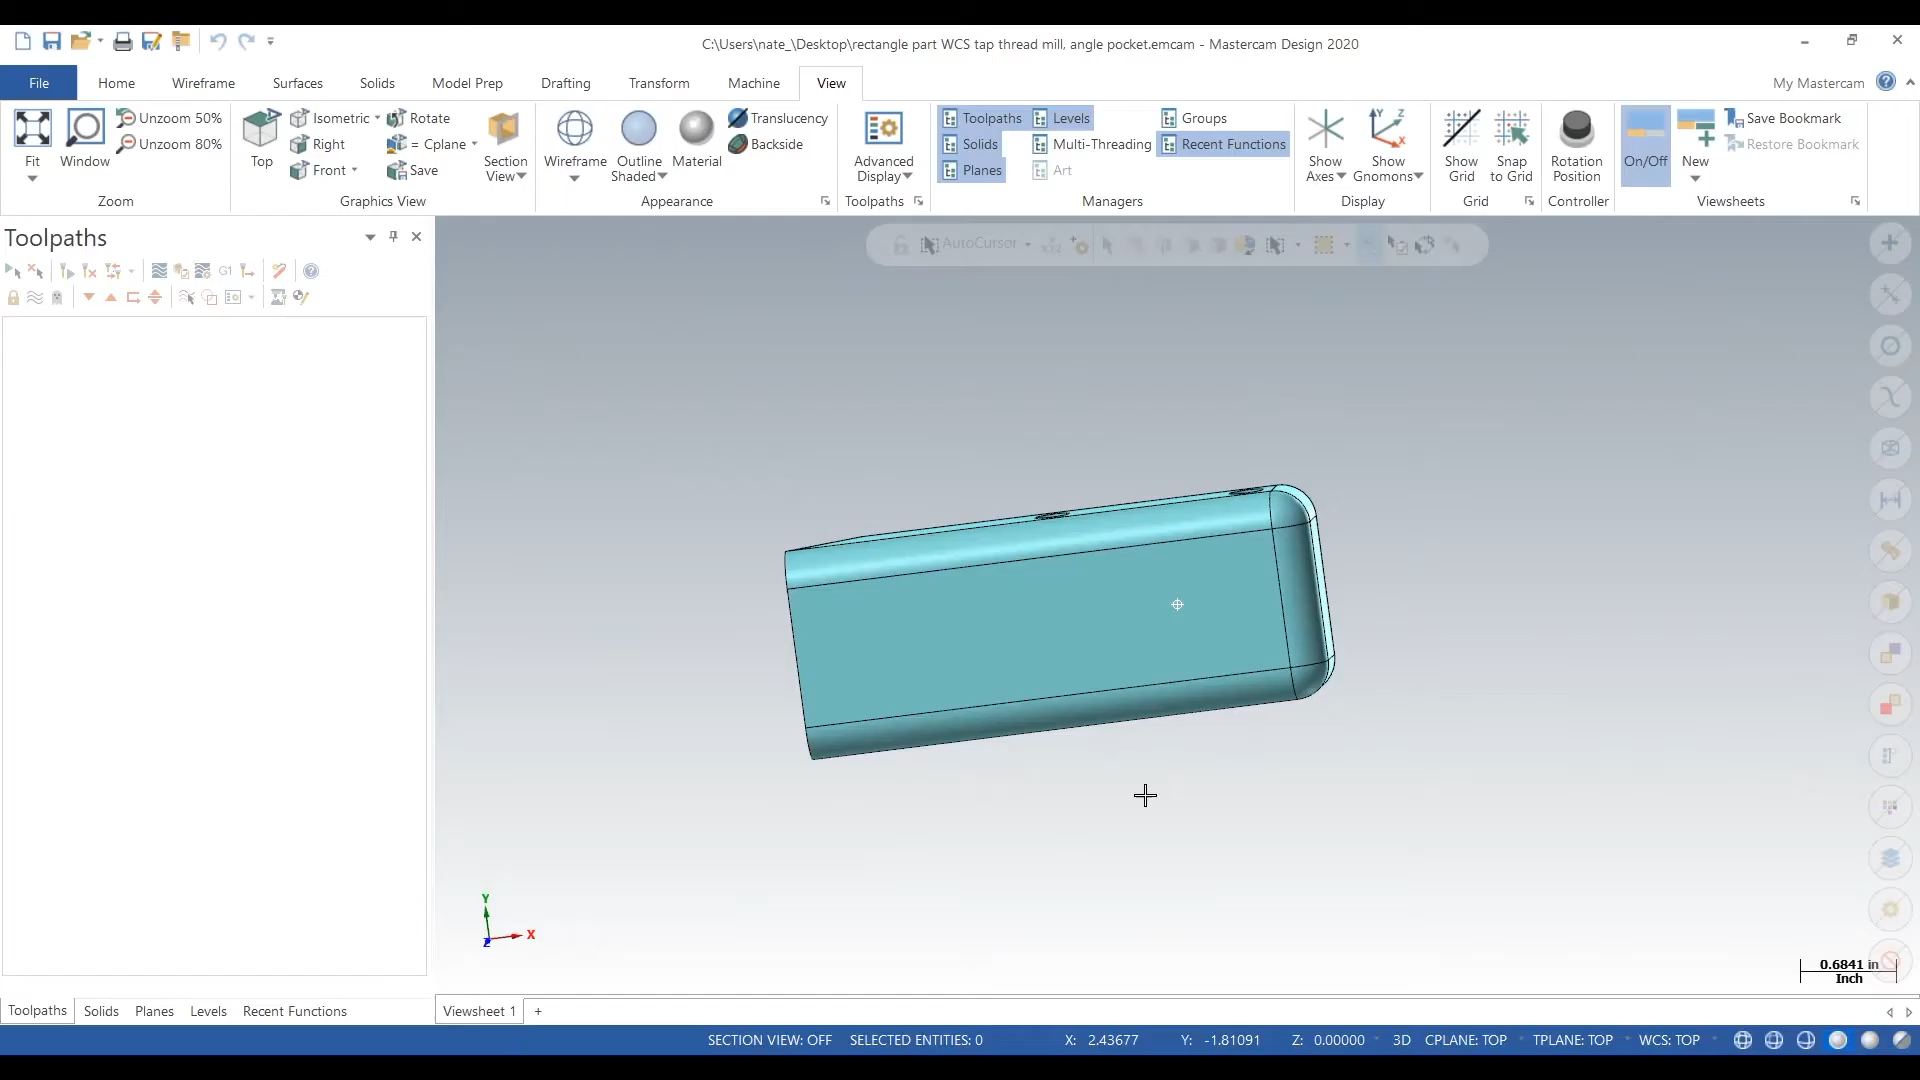 C:\Users\nate_\Desktop\rectangle part WCS tap thread mill, angle pocket.emcam - Mastercam Design 2020
File Home Wireframe Surfaces Solids Model Prep Drafting Transform Machine View My Mastercam
Fit
Window
Unzoom 50%
Unzoom 80%
Zoom
Top
Isometric
Right
Front
Rotate
= Cplane
Save
Section
View
Graphics View
Wireframe
Outline
Shaded
Material
Translucency
Backside
Appearance
Advanced
Display
Toolpaths
Toolpaths
Solids
Planes
Levels
Multi-Threading
Art
Groups
Recent Functions
Managers
Show
Axes
Show
Gnomons
Display
Show
Grid
Snap
to Grid
Grid
Rotation
Position
Controller
On/Off
New
Save Bookmark
Restore Bookmark
Viewsheets
Toolpaths
G1
AutoCursor
Y
X
Z
0.6841 in
Inch
Toolpaths Solids Planes Levels Recent Functions
Viewsheet 1 +
SECTION VIEW: OFF SELECTED ENTITIES: 0 X: 2.43677 Y: -1.81091 Z: 0.00000 3D CPLANE: TOP TPLANE: TOP WCS: TOP